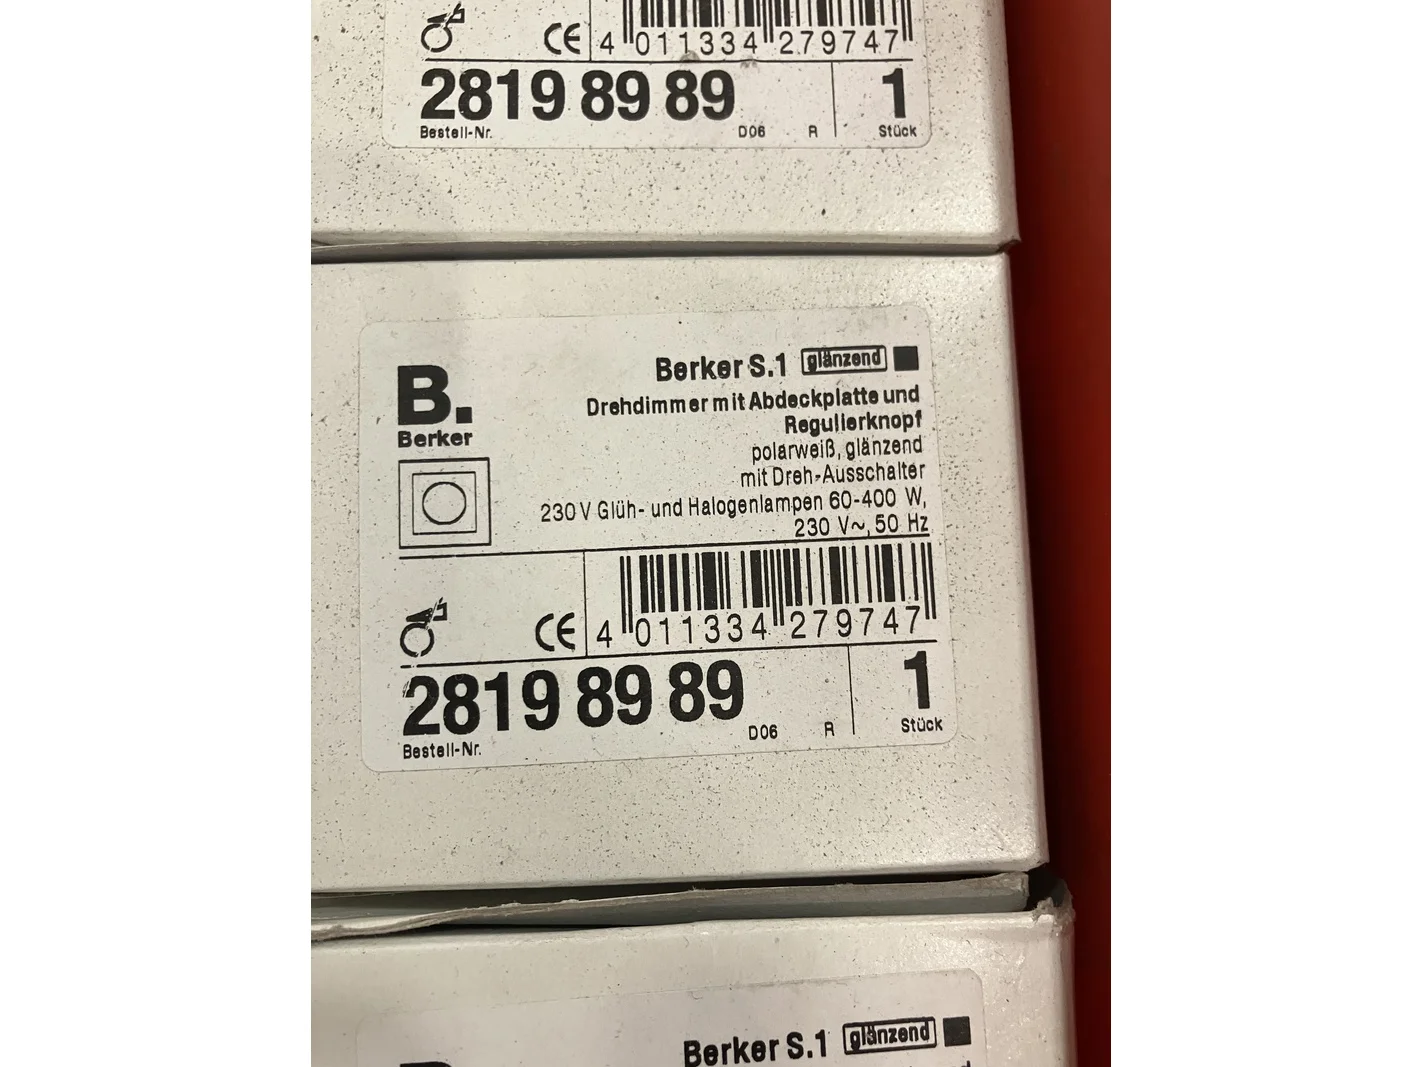 CE 4 011334 279747
2819 89 89 1
Bestell-Nr. D06 R Stück
B.
Berker
Berker S.1 glänzend
Drehdimmer mit Abdeckplatte und
Regulierknopf
polarweiß, glänzend
mit Dreh-Ausschalter
230 V Glüh- und Halogenlampen 60-400 W,
230 V~, 50 Hz
CE 4 011334 279747
2819 89 89 1
Bestell-Nr. D06 R Stück
Berker S.1 glänzend